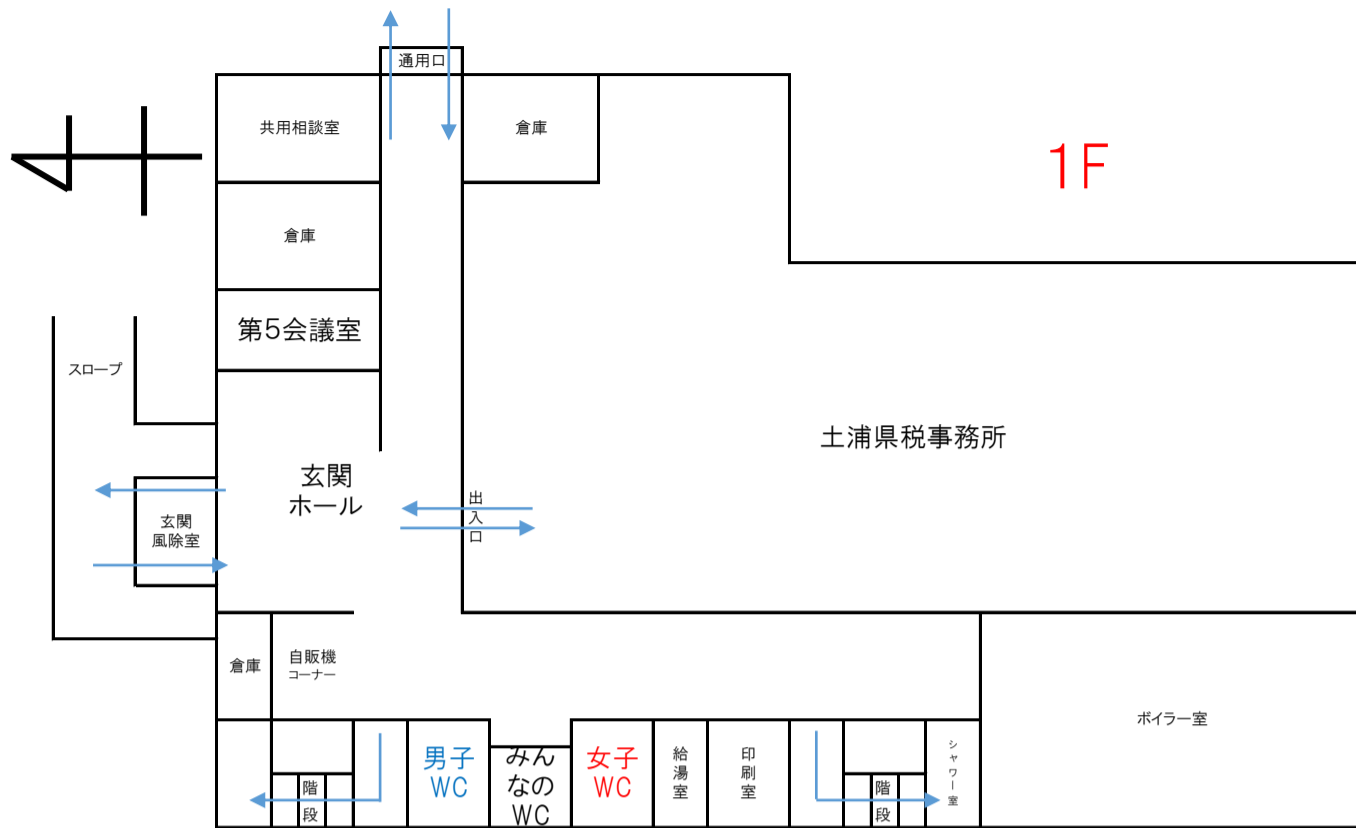 通用口
共用相談室
倉庫
1F
倉庫
第5会議室
スロープ
土浦県税事務所
玄関
ホール
出入口
玄関
風除室
倉庫
自販機
コーナー
ボイラー室
男子
WC
みん
なの
WC
女子
WC
給湯室
印刷室
シャワー室
階段
階段